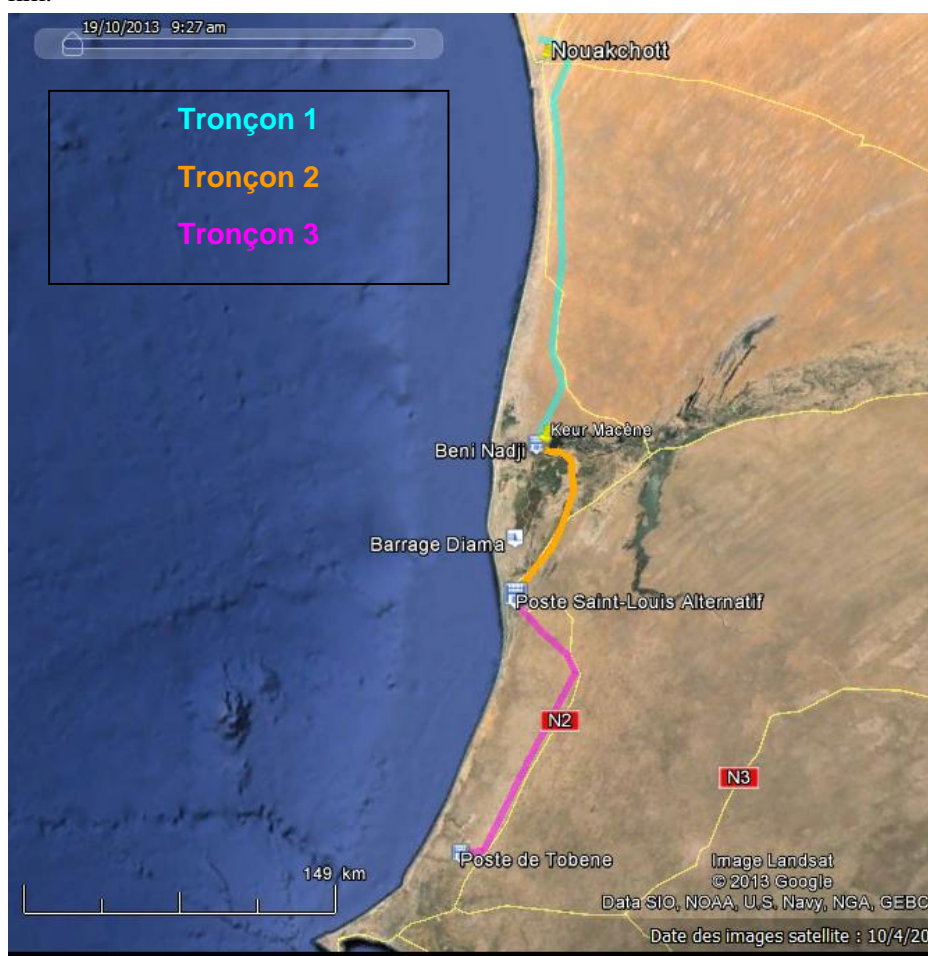 19/10/2013 9:27 am
Nouakchott
Tronçon 1
Tronçon 2
Tronçon 3
Keur Macène
Beni Nadji
Barrage Diama
Poste Saint-Louis Alternatif
N2
N3
Poste de Tobene
149 km
Image Landsat
© 2013 Google
Data SIO, NOAA, U.S. Navy, NGA, GEBC
Date des images satellite : 10/4/20